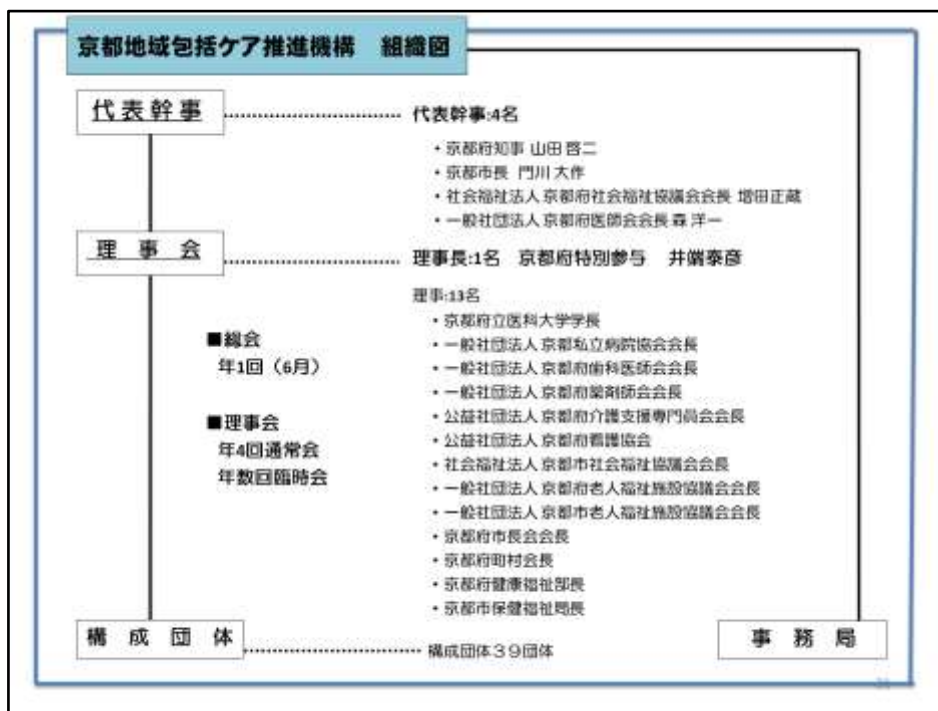 京都地域包括ケア推進機構 組織図
代表幹事
代表幹事:4名
・京都府知事 山田 啓二
・京都市長 門川 大作
・社会福祉法人 京都府社会福祉協議会会長 増田正蔵
・一般社団法人 京都府医師会会長 森 洋一
理 事 会
理事長:1名 京都府特別参与 井端泰彦
理事:13名
・京都府立医科大学学長
・一般社団法人 京都私立病院協会会長
・一般社団法人 京都府歯科医師会会長
・一般社団法人 京都府薬剤師会会長
・公益社団法人 京都府介護支援専門員会会長
・公益社団法人 京都府看護協会
・社会福祉法人 京都市社会福祉協議会会長
・一般社団法人 京都府老人福祉施設協議会会長
・一般社団法人 京都市老人福祉施設協議会会長
・京都府市長会会長
・京都府町村会長
・京都府健康福祉部長
・京都市保健福祉局長
■総会
年1回（6月）
■理事会
年4回通常会
年数回臨時会
構 成 団 体
構成団体３９団体
事 務 局